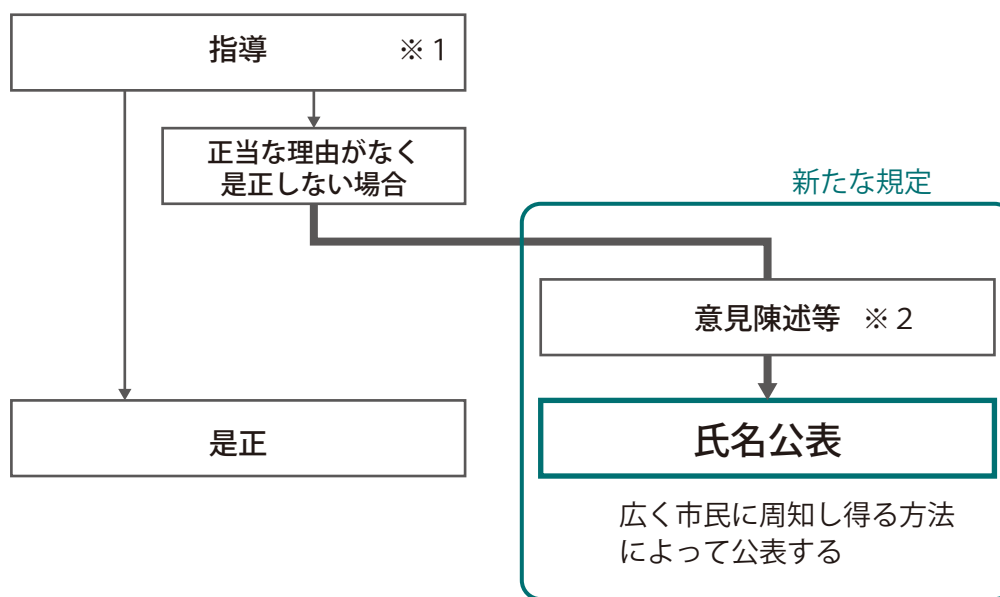 指導　※１
正当な理由がなく
是正しない場合
新たな規定
意見陳述等　※２
是正
氏名公表
広く市民に周知し得る方法
によって公表する